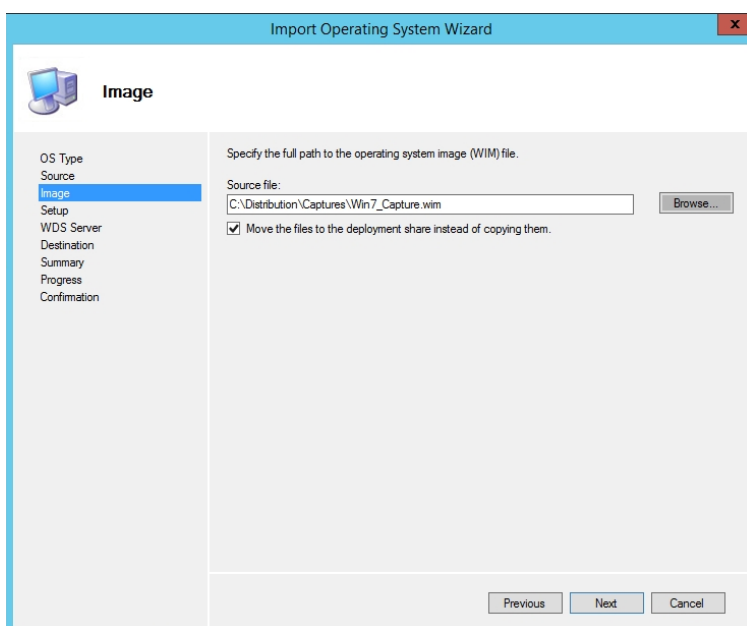 Import Operating System Wizard
x
Image
OS Type
Source
Image
Setup
WDS Server
Destination
Summary
Progress
Confirmation
Specify the full path to the operating system image (WIM) file.
Source file:
C:\Distribution\Captures\Win7_Capture.wim
Browse...
Move the files to the deployment share instead of copying them.
Previous
Next
Cancel